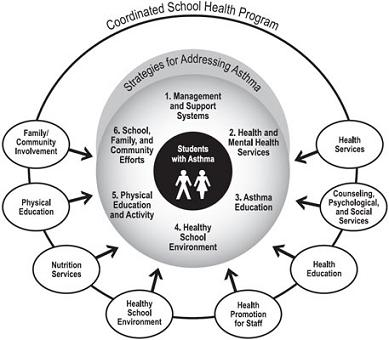 Coordinated School Health Program
Strategies for Addressing Asthma
1. Management
and Support
Systems
2. Health and
Mental Health
Services
3. Asthma
Education
4. Healthy
School
Environment
5. Physical
Education
and Activity
6. School,
Family, and
Community
Efforts
Students
with Asthma
Family/
Community
Involvement
Physical
Education
Nutrition
Services
Healthy
School
Environment
Health
Promotion
for Staff
Health
Education
Counseling,
Psychological,
and Social
Services
Health
Services